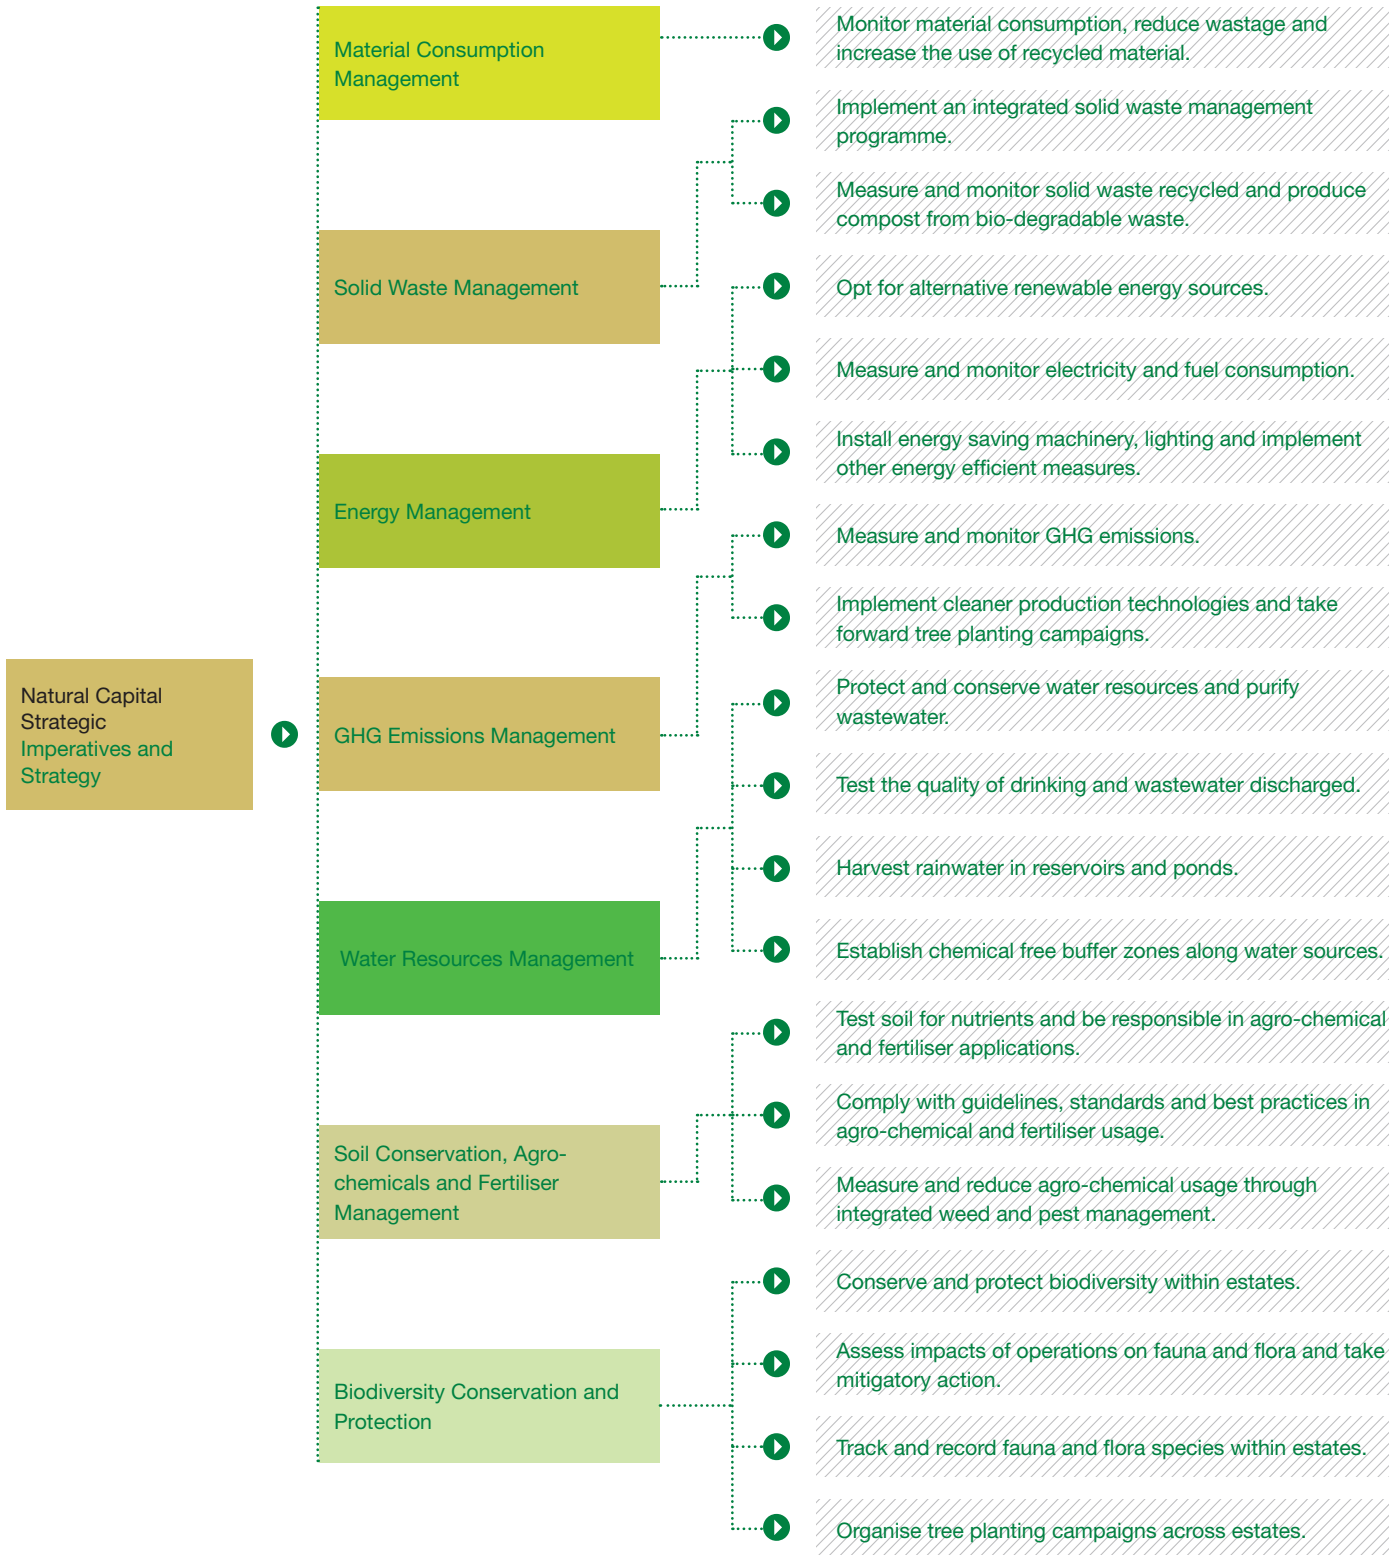 Natural Capital
Strategic
Imperatives and
Strategy
Material Consumption
Management
Monitor material consumption, reduce wastage and
increase the use of recycled material.
Solid Waste Management
Implement an integrated solid waste management
programme.
Measure and monitor solid waste recycled and produce
compost from bio-degradable waste.
Energy Management
Opt for alternative renewable energy sources.
Measure and monitor electricity and fuel consumption.
Install energy saving machinery, lighting and implement
other energy efficient measures.
GHG Emissions Management
Measure and monitor GHG emissions.
Implement cleaner production technologies and take
forward tree planting campaigns.
Water Resources Management
Protect and conserve water resources and purify
wastewater.
Test the quality of drinking and wastewater discharged.
Harvest rainwater in reservoirs and ponds.
Establish chemical free buffer zones along water sources.
Soil Conservation, Agro-
chemicals and Fertiliser
Management
Test soil for nutrients and be responsible in agro-chemical
and fertiliser applications.
Comply with guidelines, standards and best practices in
agro-chemical and fertiliser usage.
Measure and reduce agro-chemical usage through
integrated weed and pest management.
Biodiversity Conservation and
Protection
Conserve and protect biodiversity within estates.
Assess impacts of operations on fauna and flora and take
mitigatory action.
Track and record fauna and flora species within estates.
Organise tree planting campaigns across estates.